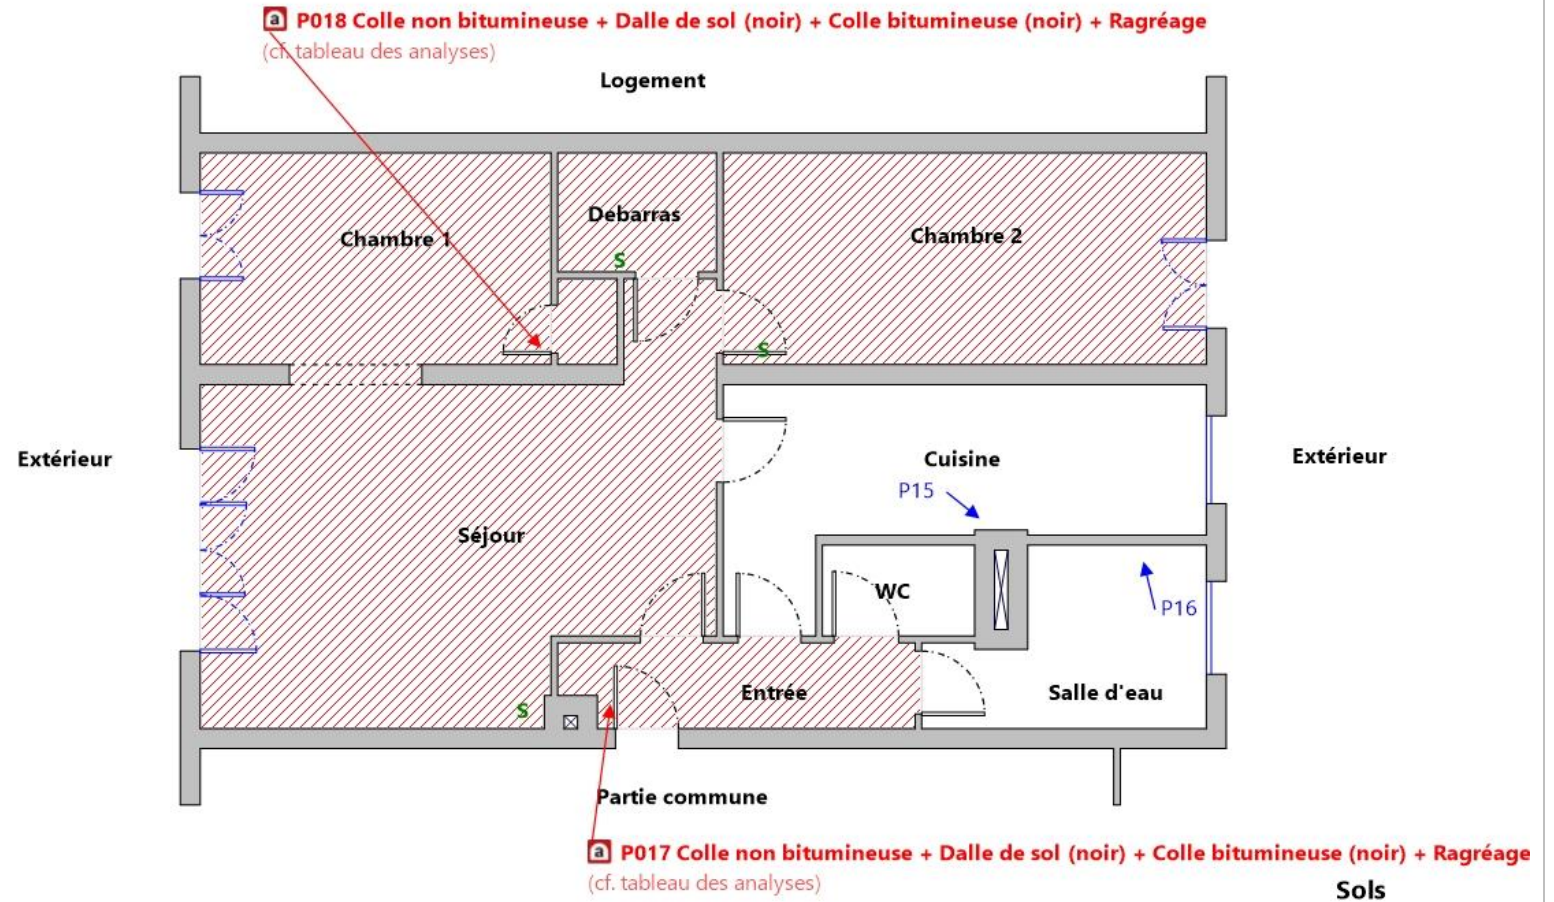 a P018 Colle non bitumineuse + Dalle de sol (noir) + Colle bitumineuse (noir) + Ragréage
(cf. tableau des analyses)
Logement
Debarras
Chambre 1
Chambre 2
S
S
Extérieur
Cuisine
Extérieur
P15
Séjour
WC
P16
Entrée
Salle d'eau
S
Partie commune
a P017 Colle non bitumineuse + Dalle de sol (noir) + Colle bitumineuse (noir) + Ragréage
(cf. tableau des analyses)
Sols